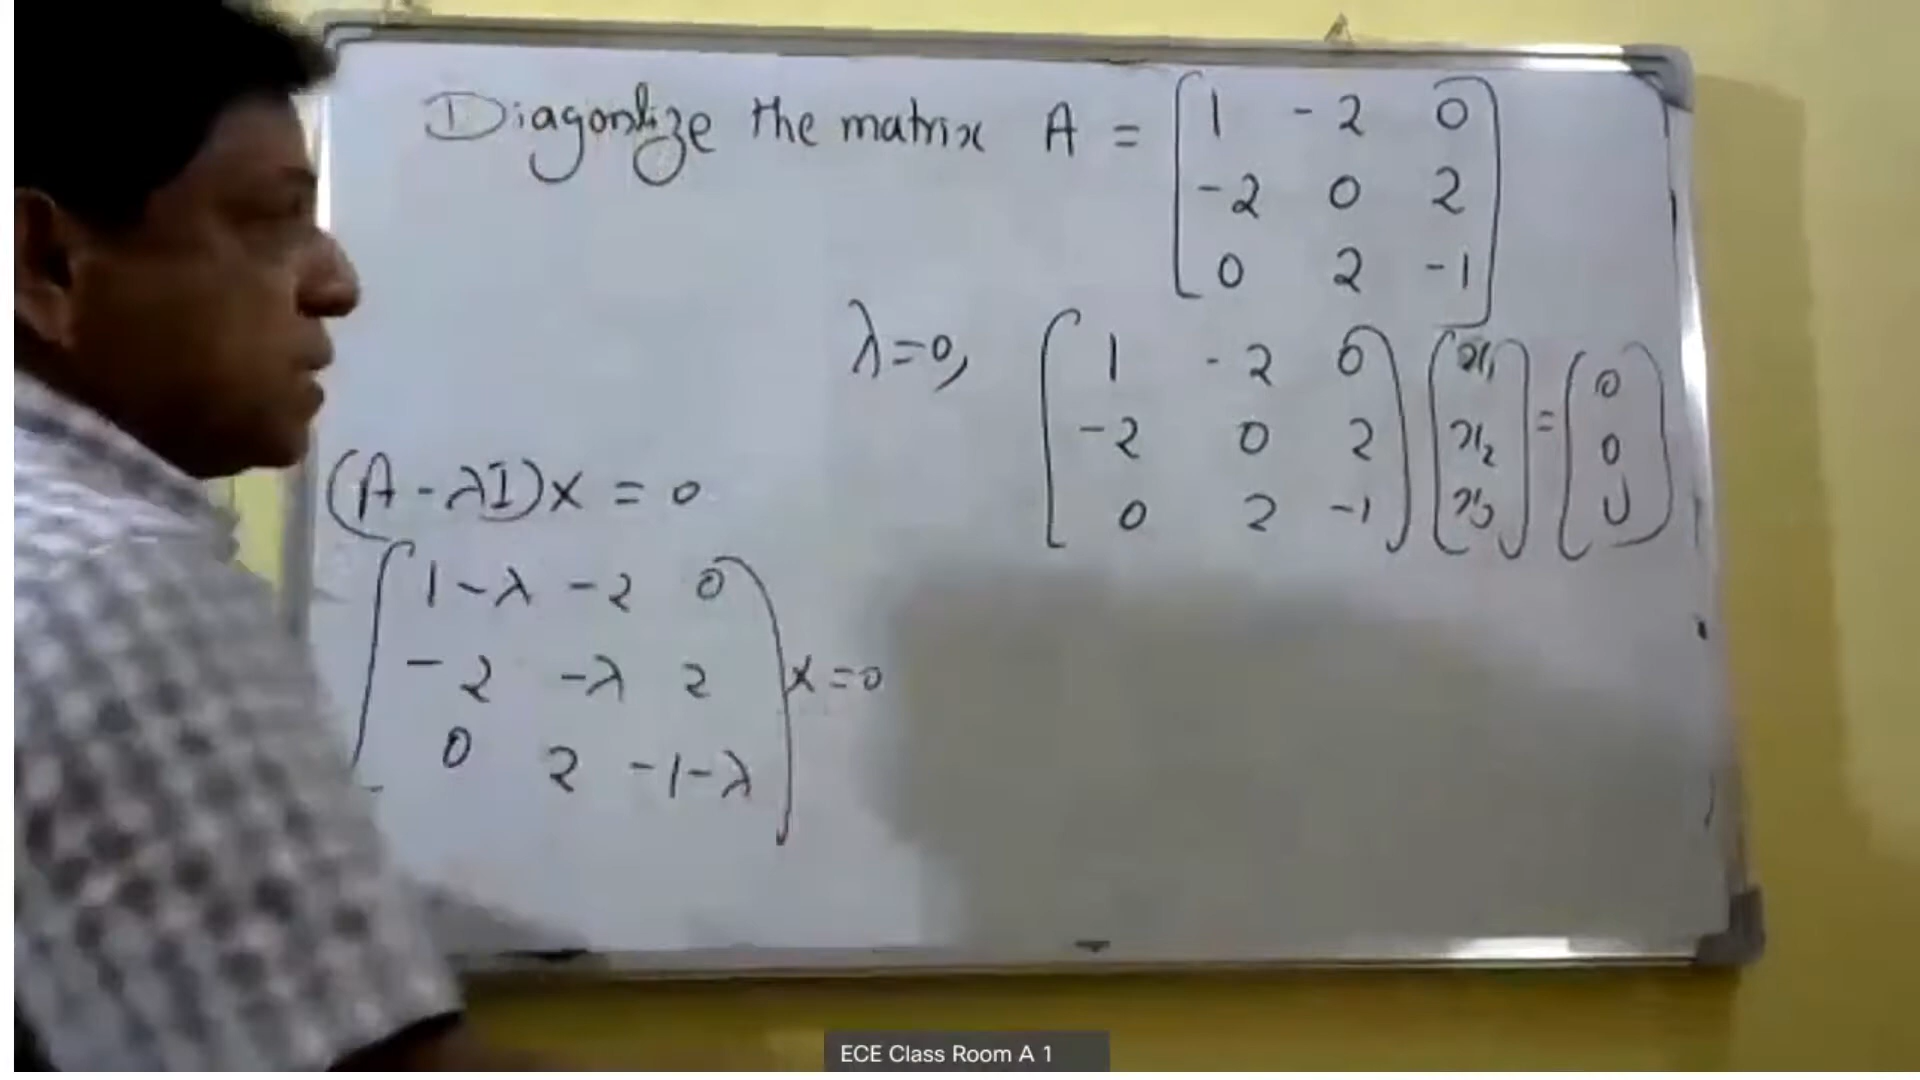 Diagonlize the matrix A = [1 -2 0
-2 0 2
0 2 -1]
λ=0, [1 -2 0
-2 0 2
0 2 -1] [x₁ x₂ x₃] = [0 0 0]
(A-λI)x = 0
[1-λ -2 0
-2 -λ 2
0 2 -1-λ] x=0
ECE Class Room A 1